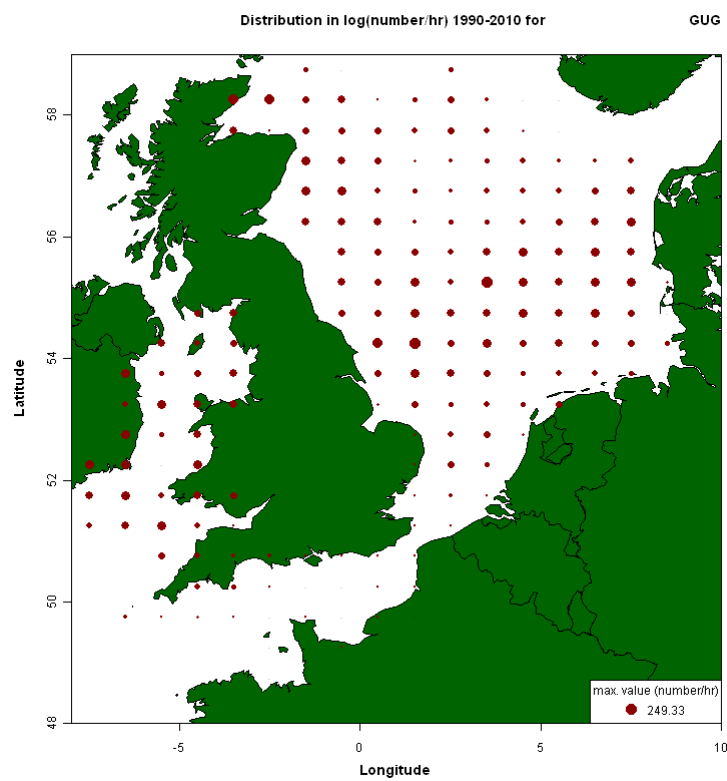 Distribution in log(number/hr) 1990-2010 for GUG
58
56
54
52
50
48
Latitude
-5 0 5 10
Longitude
max. value (number/hr)
249.33